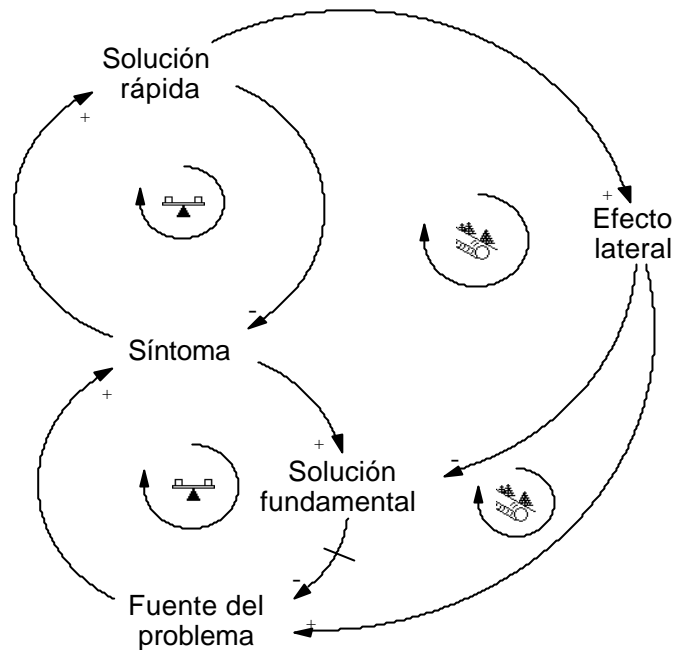 Solución
rápida
+
+
Efecto
lateral
-
Síntoma
+
+
-
Solución
fundamental
-
Fuente del
problema
+